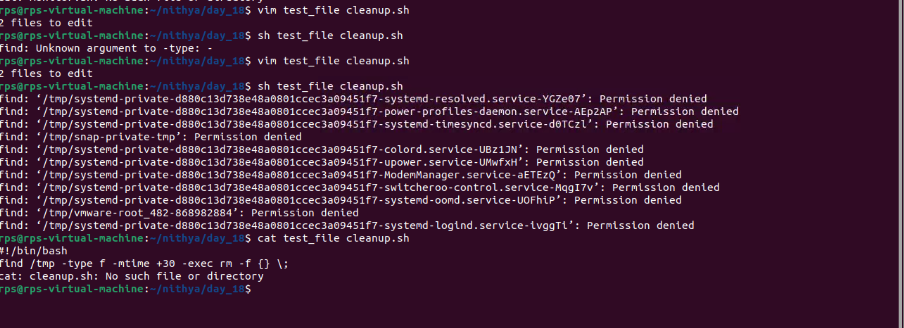 rps@rps-virtual-machine:~/nithya/day_18$ vim test_file cleanup.sh
2 files to edit
rps@rps-virtual-machine:~/nithya/day_18$ sh test_file cleanup.sh
find: Unknown argument to -type: -
rps@rps-virtual-machine:~/nithya/day_18$ vim test_file cleanup.sh
2 files to edit
rps@rps-virtual-machine:~/nithya/day_18$ sh test_file cleanup.sh
find: ‘/tmp/systemd-private-d880c13d738e48a0801ccec3a09451f7-systemd-resolved.service-YGZe07’: Permission denied
find: ‘/tmp/systemd-private-d880c13d738e48a0801ccec3a09451f7-power-profiles-daemon.service-AEp2AP’: Permission denied
find: ‘/tmp/systemd-private-d880c13d738e48a0801ccec3a09451f7-systemd-timesyncd.service-d0TCzl’: Permission denied
find: ‘/tmp/snap-private-tmp’: Permission denied
find: ‘/tmp/systemd-private-d880c13d738e48a0801ccec3a09451f7-colord.service-UBz1JN’: Permission denied
find: ‘/tmp/systemd-private-d880c13d738e48a0801ccec3a09451f7-upower.service-UMwfxH’: Permission denied
find: ‘/tmp/systemd-private-d880c13d738e48a0801ccec3a09451f7-ModemManager.service-aETEzQ’: Permission denied
find: ‘/tmp/systemd-private-d880c13d738e48a0801ccec3a09451f7-switcheroo-control.service-MqgI7v’: Permission denied
find: ‘/tmp/systemd-private-d880c13d738e48a0801ccec3a09451f7-systemd-oomd.service-UOFhiP’: Permission denied
find: ‘/tmp/vmware-root_482-868982884’: Permission denied
find: ‘/tmp/systemd-private-d880c13d738e48a0801ccec3a09451f7-systemd-logind.service-ivggTi’: Permission denied
rps@rps-virtual-machine:~/nithya/day_18$ cat test_file cleanup.sh
#!/bin/bash
find /tmp -type f -mtime +30 -exec rm -f {} \;
cat: cleanup.sh: No such file or directory
rps@rps-virtual-machine:~/nithya/day_18$